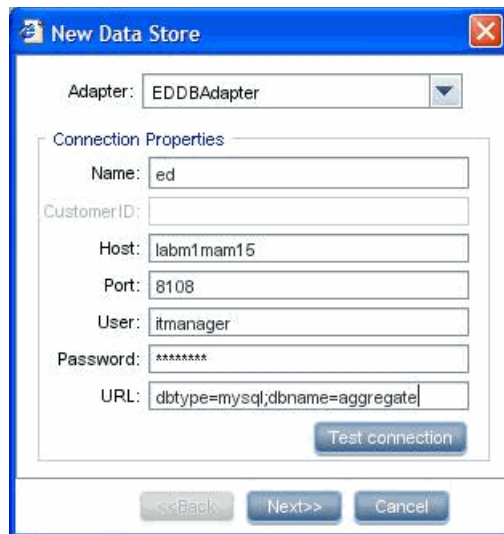 New Data Store
Adapter: EDDBAdapter
Connection Properties
Name: ed
CustomerID:
Host: labm1mam15
Port: 8108
User: itmanager
Password: ********
URL: dbtype=mysql;dbname=aggregate
Test connection
<<Back Next>> Cancel